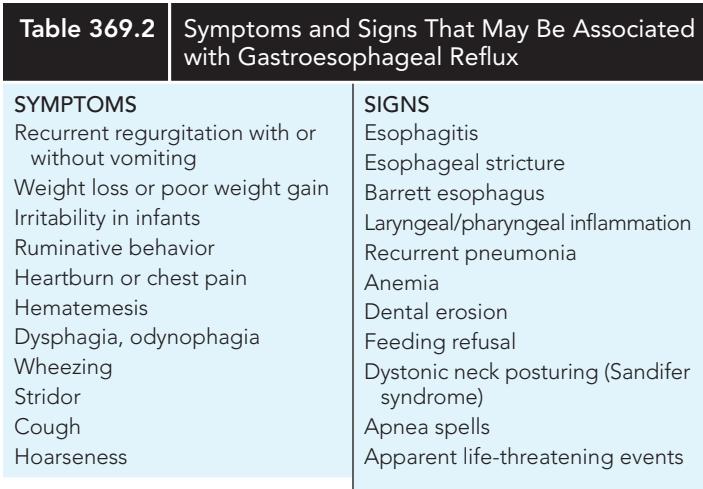 Table 369.2
Symptoms and Signs That May Be Associated
with Gastroesophageal Reflux
SYMPTOMS
Recurrent regurgitation with or
without vomiting
Weight loss or poor weight gain
Irritability in infants
Ruminative behavior
Heartburn or chest pain
Hematemesis
Dysphagia, odynophagia
Wheezing
Stridor
Cough
Hoarseness
SIGNS
Esophagitis
Esophageal stricture
Barrett esophagus
Laryngeal/pharyngeal inflammation
Recurrent pneumonia
Anemia
Dental erosion
Feeding refusal
Dystonic neck posturing (Sandifer
syndrome)
Apnea spells
Apparent life-threatening events